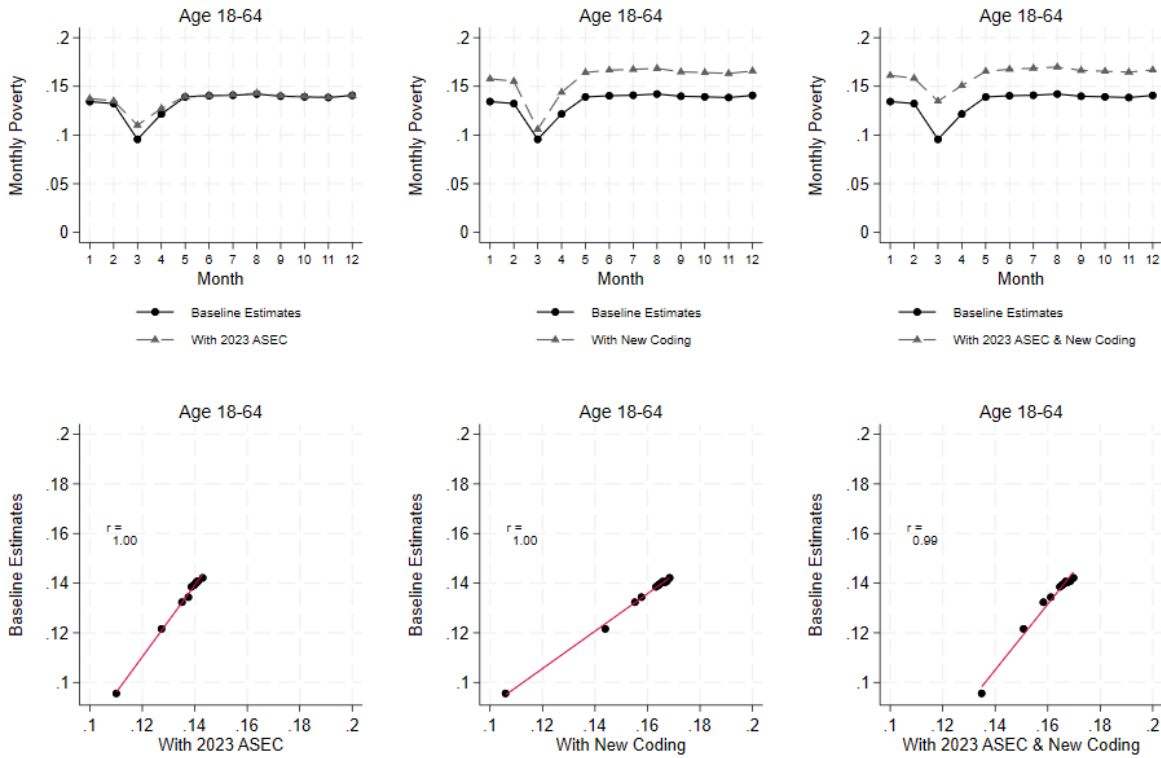 Age 18-64
Monthly Poverty
.2
.15
.1
.05
0
1 2 3 4 5 6 7 8 9 10 11 12
Month
Baseline Estimates
With 2023 ASEC
Age 18-64
Monthly Poverty
.2
.15
.1
.05
0
1 2 3 4 5 6 7 8 9 10 11 12
Month
Baseline Estimates
With New Coding
Age 18-64
Monthly Poverty
.2
.15
.1
.05
0
1 2 3 4 5 6 7 8 9 10 11 12
Month
Baseline Estimates
With 2023 ASEC & New Coding
Age 18-64
Baseline Estimates
.2
.18
.16
.14
.12
.1
r =
1.00
.1 .12 .14 .16 .18 .2
With 2023 ASEC
Age 18-64
Baseline Estimates
.2
.18
.16
.14
.12
.1
r =
1.00
.1 .12 .14 .16 .18 .2
With New Coding
Age 18-64
Baseline Estimates
.2
.18
.16
.14
.12
.1
r =
0.99
.1 .12 .14 .16 .18 .2
With 2023 ASEC & New Coding